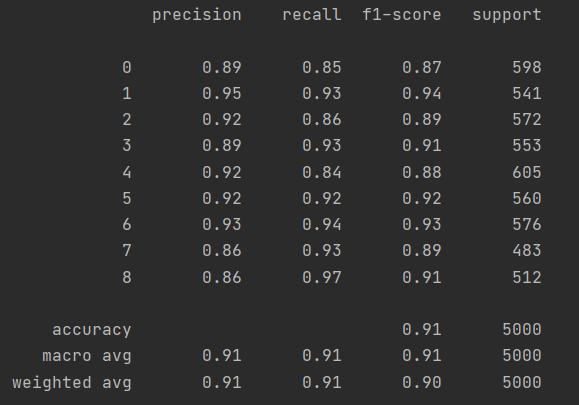 precision recall f1-score support
0 0.89 0.85 0.87 598
1 0.95 0.93 0.94 541
2 0.92 0.86 0.89 572
3 0.89 0.93 0.91 553
4 0.92 0.84 0.88 605
5 0.92 0.92 0.92 560
6 0.93 0.94 0.93 576
7 0.86 0.93 0.89 483
8 0.86 0.97 0.91 512
accuracy 0.91 5000
macro avg 0.91 0.91 0.91 5000
weighted avg 0.91 0.91 0.90 5000